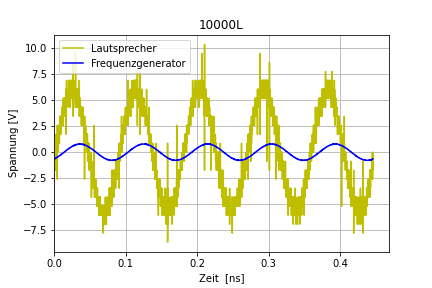 10000L
Lautsprecher
Frequenzgenerator
10.0
7.5
5.0
2.5
0.0
−2.5
−5.0
−7.5
Spannung [V]
0.0 0.1 0.2 0.3 0.4
Zeit [ns]